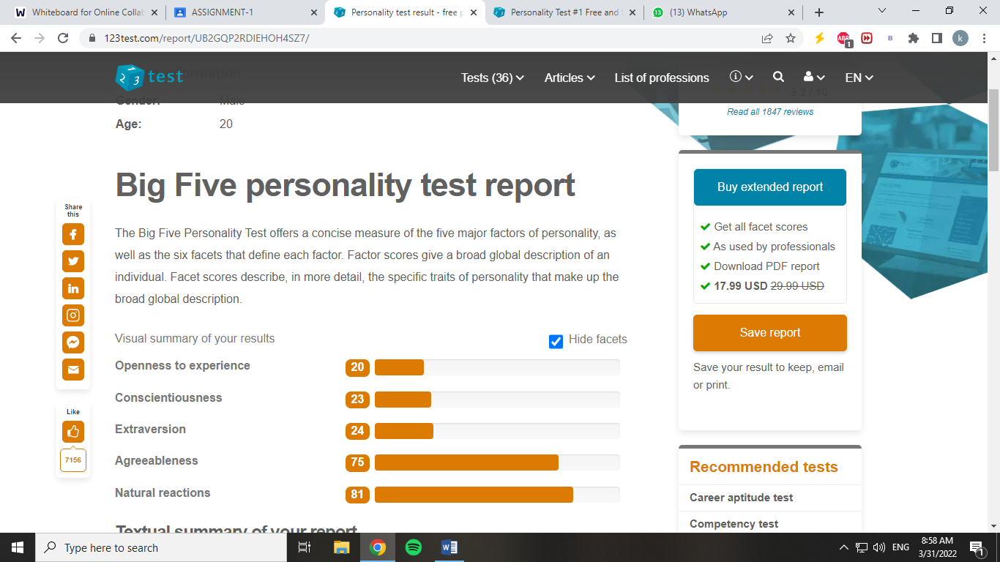 Whiteboard for Online Collab
ASSIGNMENT-1
Personality test result - free p
Personality Test #1 Free and
(13) WhatsApp
123test.com/report/UB2GQP2RDIEHOH4SZ7/
ABP
1
B
k
123 test
Tests (36)
Articles
List of professions
EN
Information
9.2 / 10
Gender: Male
Read all 1847 reviews
Age: 20
Big Five personality test report
Share
this
The Big Five Personality Test offers a concise measure of the five major factors of personality, as
well as the six facets that define each factor. Factor scores give a broad global description of an
individual. Facet scores describe, in more detail, the specific traits of personality that make up the
broad global description.
Visual summary of your results
Hide facets
Openness to experience 20
Conscientiousness 23
Extraversion 24
Agreeableness 75
Natural reactions 81
Textual summary of your report
Like
7156
Buy extended report
Get all facet scores
As used by professionals
Download PDF report
17.99 USD 29.99 USD
Save report
Save your result to keep, email
or print.
Recommended tests
Career aptitude test
Competency test
Type here to search
ENG
8:58 AM
3/31/2022
1